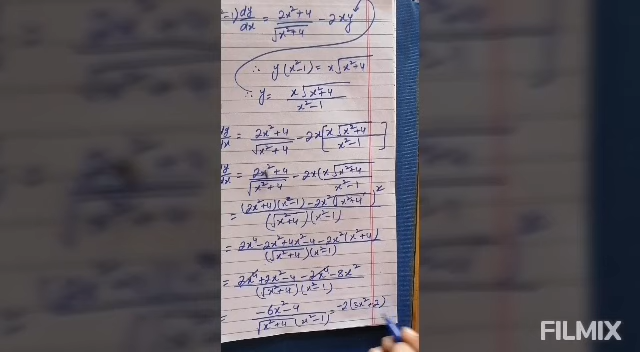 ²-1) dy/dx = (2x²+4)/√(x²+4) - 2xy
∴ y(x²-1) = x√(x²+4)
∴ y = x√(x²+4)/(x²-1)
dy/dx = (2x²+4)/√(x²+4) - 2x[x√(x²+4)/(x²-1)]
dy/dx = (2x²+4)/√(x²+4) - 2x(x√(x²+4)/(x²-1)
= ((2x²+4)(x²-1) - 2x²(√(x²+4))²)/((√(x²+4))(x²-1))
= (2x⁴-2x²+4x²-4-2x²(x²+4))/((√(x²+4))(x²-1))
= (2x⁴+2x²-4-2x⁴-8x²)/((√(x²+4))(x²-1))
= (-6x²-4)/(√(x²+4)(x²-1)) = -2(3x²+2)
FILMIX